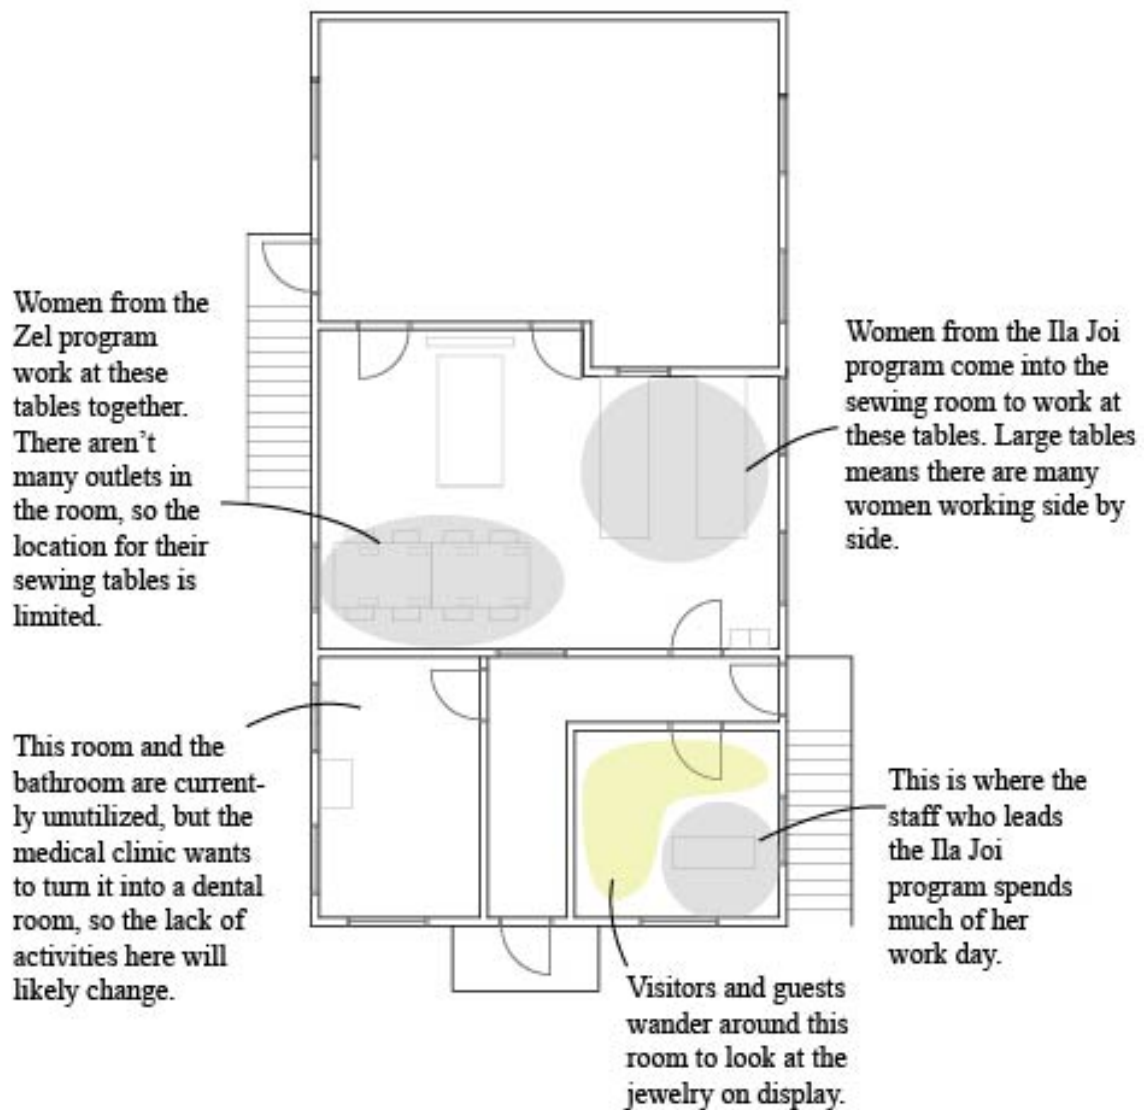 Women from the
Zel program
work at these
tables together.
There aren't
many outlets in
the room, so the
location for their
sewing tables is
limited.
Women from the Ila Joi
program come into the
sewing room to work at
these tables. Large tables
means there are many
women working side by
side.
This room and the
bathroom are current-
ly unutilized, but the
medical clinic wants
to turn it into a dental
room, so the lack of
activities here will
likely change.
This is where the
staff who leads
the Ila Joi
program spends
much of her
work day.
Visitors and guests
wander around this
room to look at the
jewelry on display.